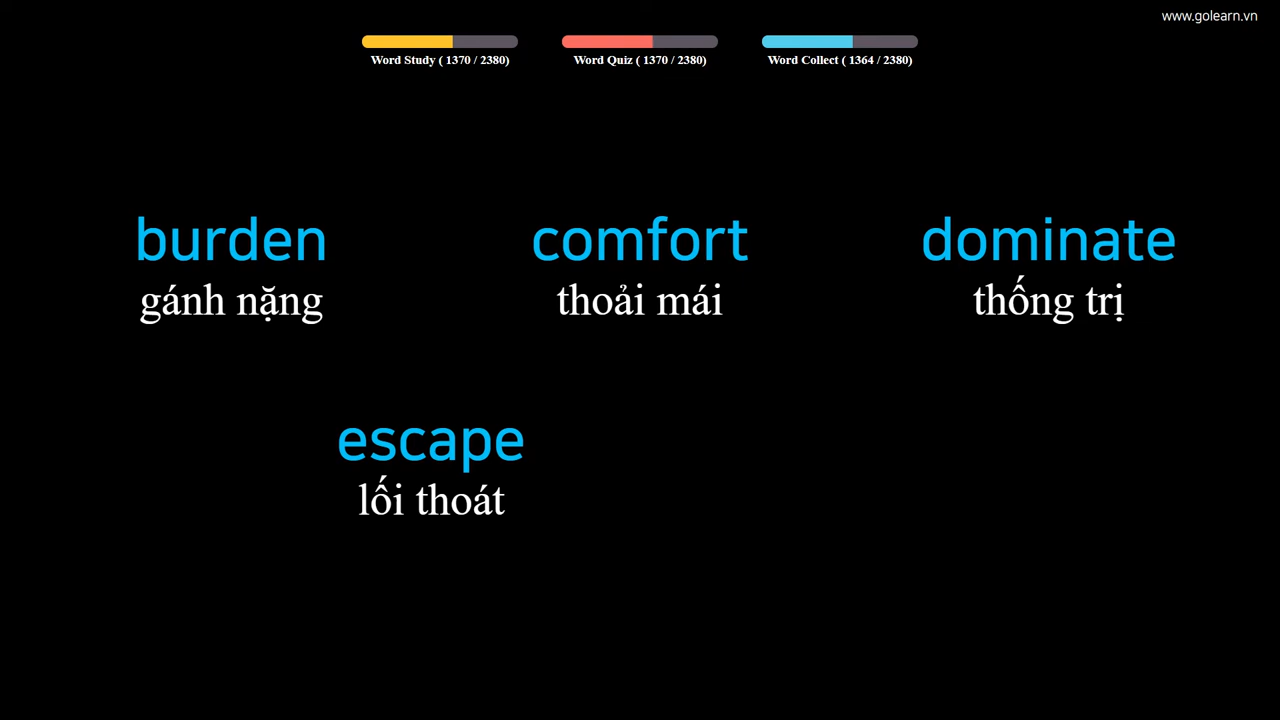 www.golearn.vn
Word Study ( 1370 / 2380)
Word Quiz ( 1370 / 2380)
Word Collect ( 1364 / 2380)
burden
gánh nặng
comfort
thoải mái
dominate
thống trị
escape
lối thoát